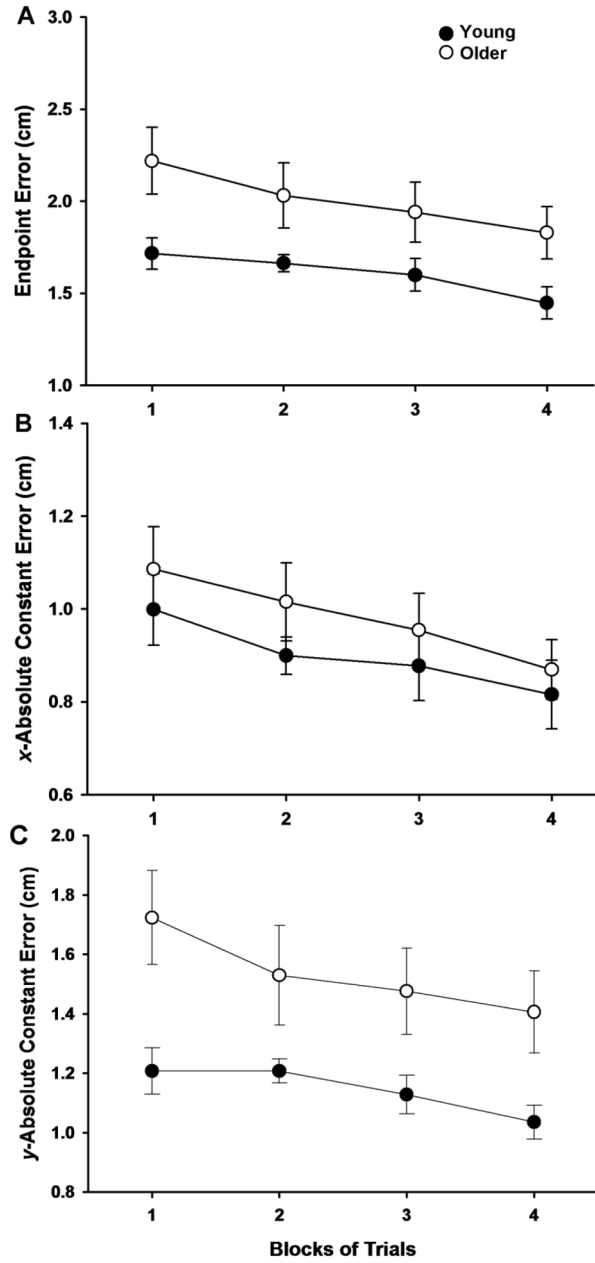 A
3.0
Young
Older
2.5
2.0
1.5
1.0
Endpoint Error (cm)
1 2 3 4
B
1.4
1.2
1.0
0.8
0.6
x-Absolute Constant Error (cm)
1 2 3 4
C
2.0
1.8
1.6
1.4
1.2
1.0
0.8
y-Absolute Constant Error (cm)
1 2 3 4
Blocks of Trials